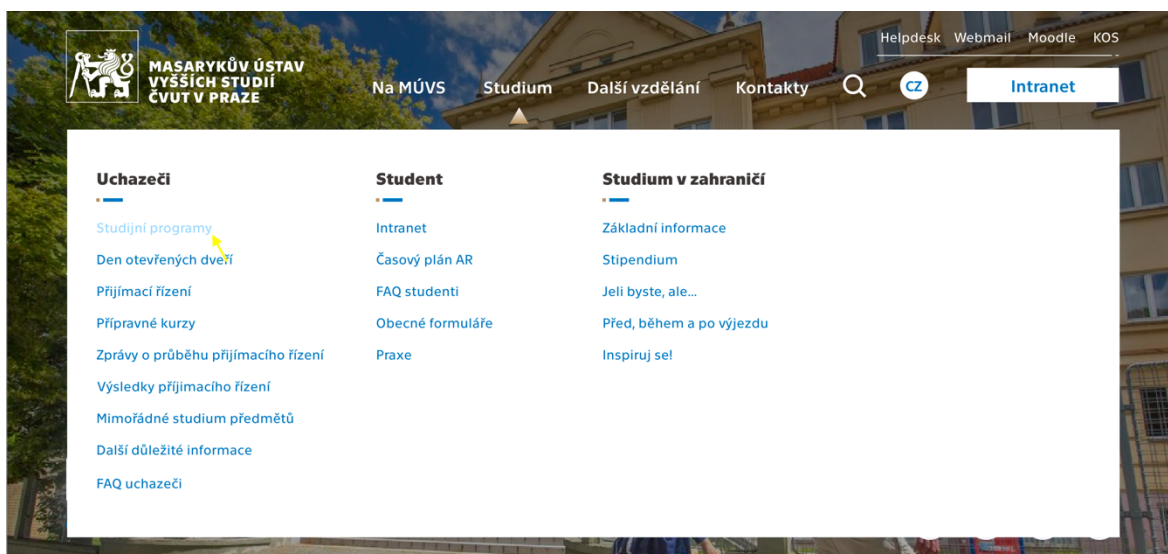 Helpdesk Webmail Moodle KOS
MASARYKŮV ÚSTAV
VYŠŠÍCH STUDIÍ
ČVUT V PRAZE
Na MÚVS Studium Další vzdělání Kontakty CZ Intranet
Uchazeči
Studijní programy
Den otevřených dveří
Přijímací řízení
Přípravné kurzy
Zprávy o průběhu přijímacího řízení
Výsledky příjimacího řízení
Mimořádné studium předmětů
Další důležité informace
FAQ uchazeči
Student
Intranet
Časový plán AR
FAQ studenti
Obecné formuláře
Praxe
Studium v zahraničí
Základní informace
Stipendium
Jeli byste, ale...
Před, během a po výjezdu
Inspiruj se!